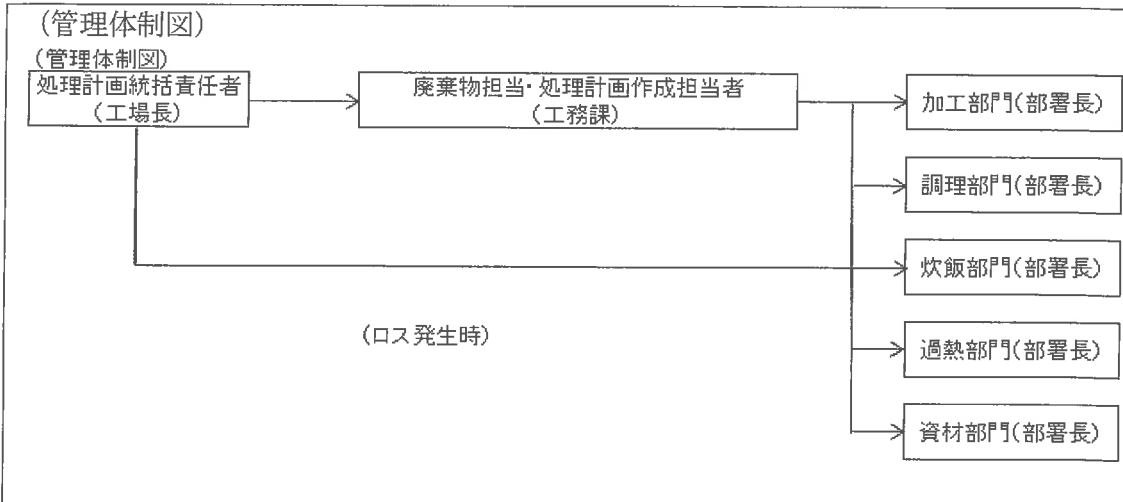 (管理体制図)
(管理体制図)
処理計画統括責任者
(工場長)
廃棄物担当・処理計画作成担当者
(工務課)
加工部門(部署長)
調理部門(部署長)
炊飯部門(部署長)
(ロス発生時)
過熱部門(部署長)
資材部門(部署長)